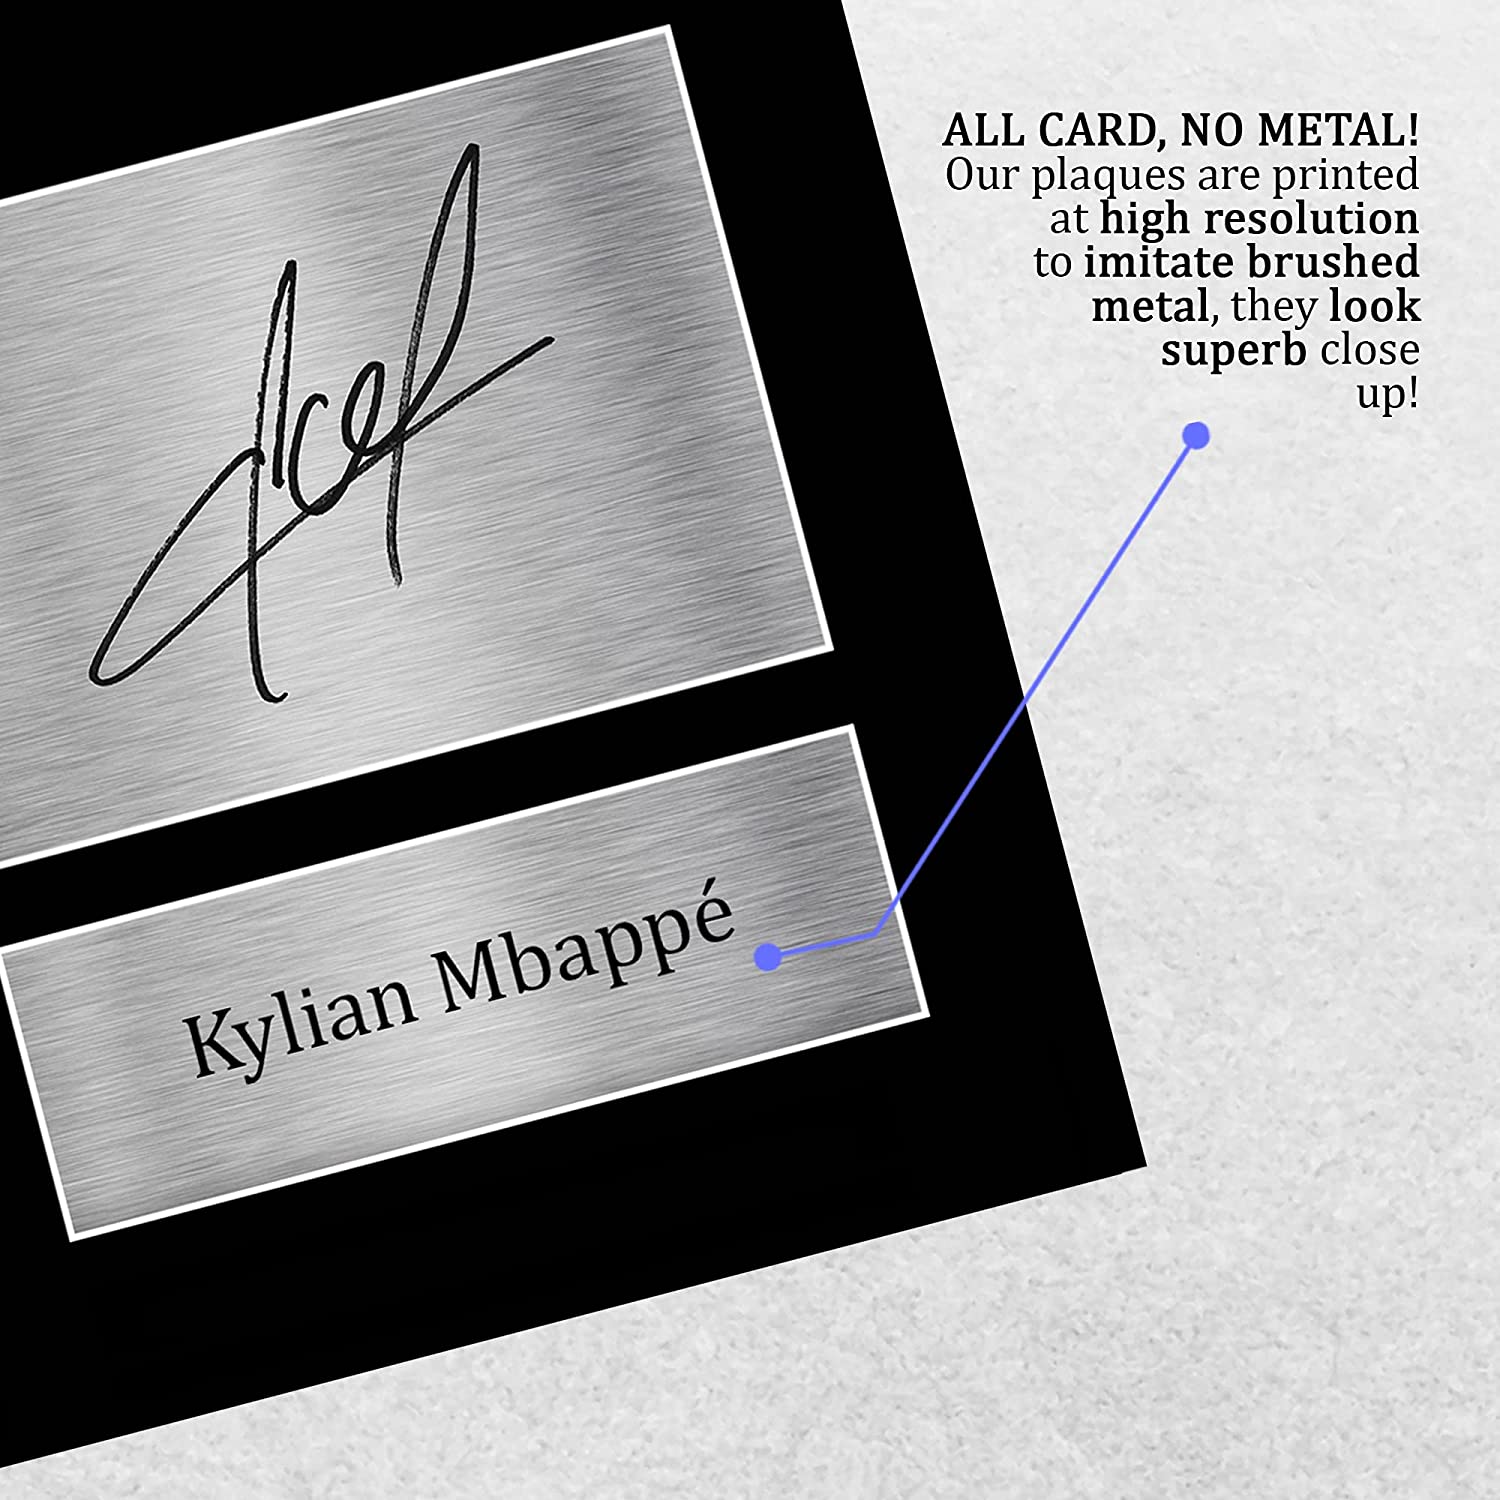 ALL CARD, NO METAL!
Our plaques are printed
at high resolution
to imitate brushed
metal, they look
superb close
up!
Kylian Mbappé